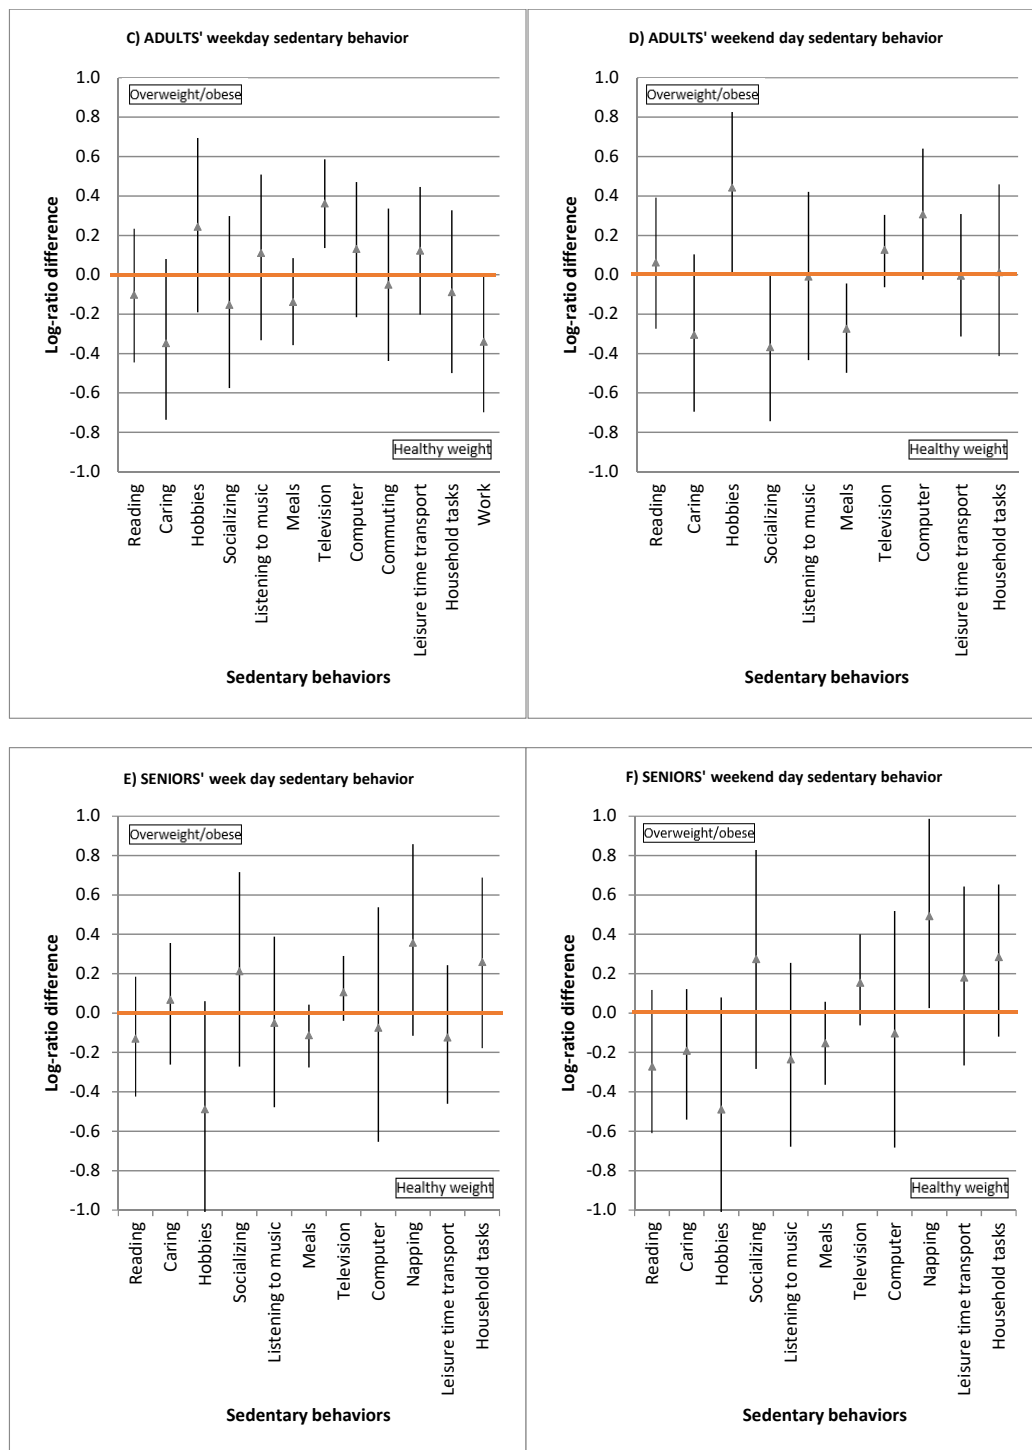 C) ADULTS' weekday sedentary behavior
1.0
0.8
0.6
0.4
0.2
0.0
-0.2
-0.4
-0.6
-0.8
-1.0
Log-ratio difference
Overweight/obese
Healthy weight
Reading
Caring
Hobbies
Socializing
Listening to music
Meals
Television
Computer
Commuting
Leisure time transport
Household tasks
Work
Sedentary behaviors
D) ADULTS' weekend day sedentary behavior
1.0
0.8
0.6
0.4
0.2
0.0
-0.2
-0.4
-0.6
-0.8
-1.0
Log-ratio difference
Overweight/obese
Healthy weight
Reading
Caring
Hobbies
Socializing
Listening to music
Meals
Television
Computer
Leisure time transport
Household tasks
Sedentary behaviors
E) SENIORS' week day sedentary behavior
1.0
0.8
0.6
0.4
0.2
0.0
-0.2
-0.4
-0.6
-0.8
-1.0
Log-ratio difference
Overweight/obese
Healthy weight
Reading
Caring
Hobbies
Socializing
Listening to music
Meals
Television
Computer
Napping
Leisure time transport
Household tasks
Sedentary behaviors
F) SENIORS' weekend day sedentary behavior
1.0
0.8
0.6
0.4
0.2
0.0
-0.2
-0.4
-0.6
-0.8
-1.0
Log-ratio difference
Overweight/obese
Healthy weight
Reading
Caring
Hobbies
Socializing
Listening to music
Meals
Television
Computer
Napping
Leisure time transport
Household tasks
Sedentary behaviors